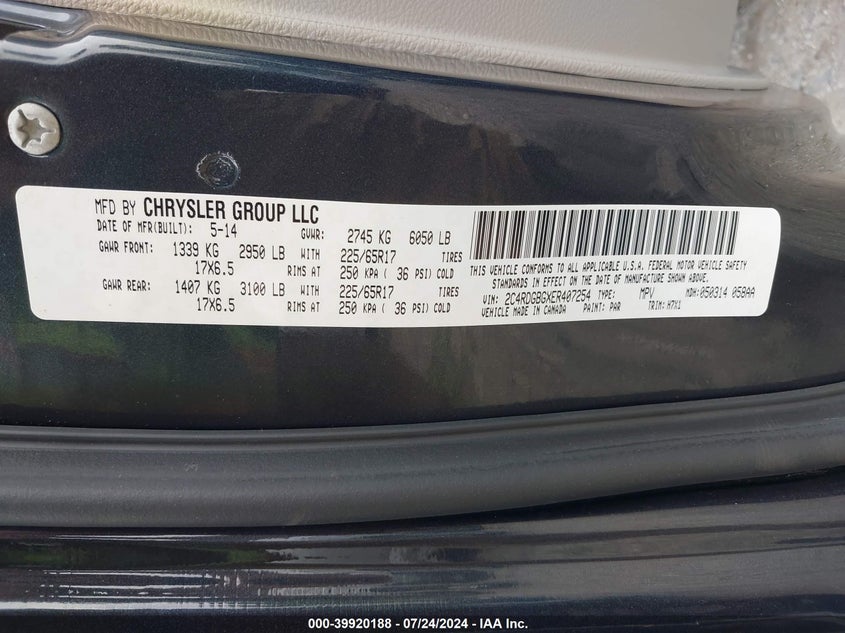 MFD BY CHRYSLER GROUP LLC
DATE OF MFR(BUILT): 5-14 GVWR: 2745 KG 6050 LB
GAWR FRONT: 1339 KG 2950 LB WITH 225/65R17 TIRES
17X6.5 RIMS AT 250 KPA ( 36 PSI) COLD
GAWR REAR: 1407 KG 3100 LB WITH 225/65R17 TIRES
17X6.5 RIMS AT 250 KPA ( 36 PSI) COLD
THIS VEHICLE CONFORMS TO ALL APPLICABLE U.S.A. FEDERAL MOTOR VEHICLE SAFETY
STANDARDS IN EFFECT ON THE DATE OF MANUFACTURE SHOWN ABOVE.
VIN: 2C4RDGBGXER407254 TYPE: MPV MDH:050314 058AA
VEHICLE MADE IN CANADA PAINT: PAR TRIM: H7X1
000-39920188 - 07/24/2024 - IAA Inc.